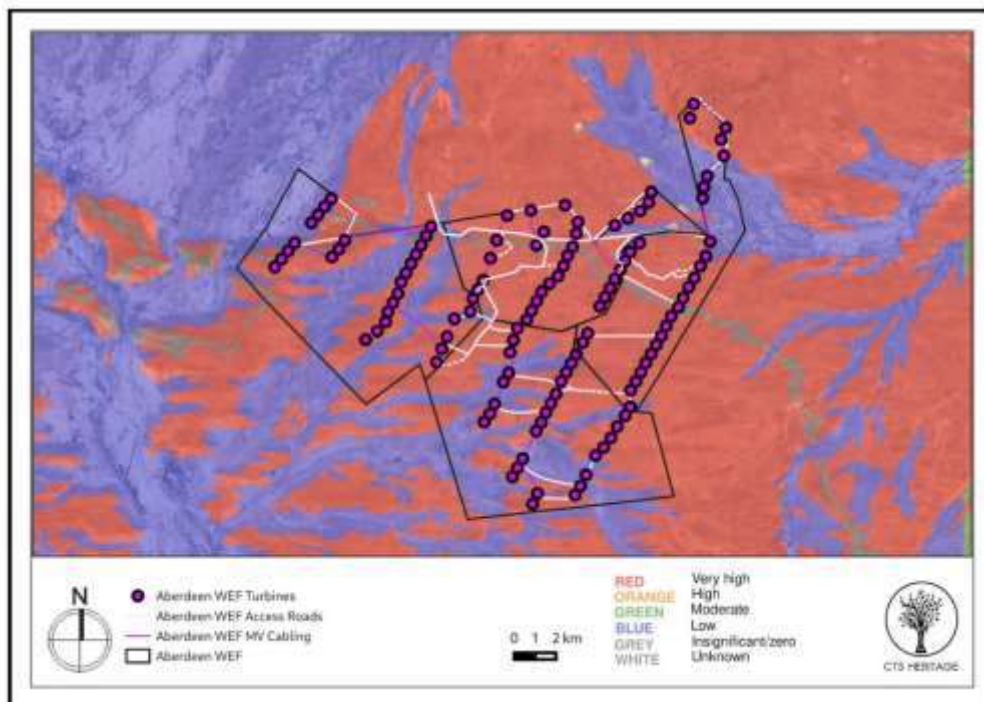 N
Aberdeen WEF Turbines
Aberdeen WEF Access Roads
Aberdeen WEF MV Cabling
Aberdeen WEF
0 1 2 km
RED Very high
ORANGE High
GREEN Moderate
BLUE Low
GREY Insignificant/zero
WHITE Unknown
CTS HERITAGE